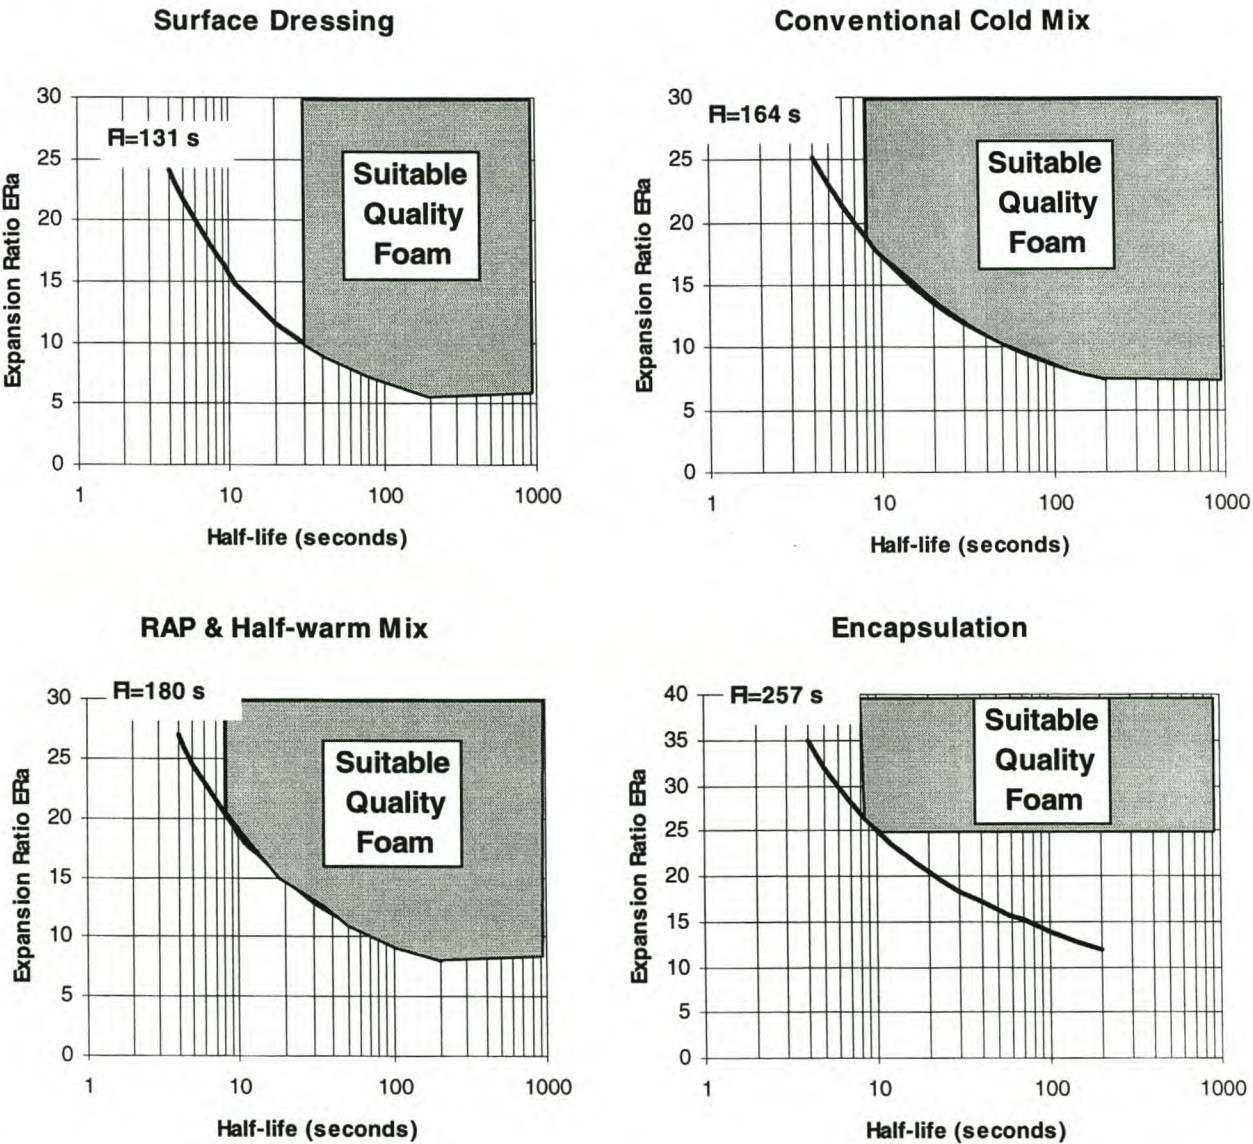 Surface Dressing
30
25
20
15
10
5
0
FI=131 s
Suitable
Quality
Foam
Expansion Ratio ERa
1 10 100 1000
Half-life (seconds)
Conventional Cold Mix
30
25
20
15
10
5
0
FI=164 s
Suitable
Quality
Foam
Expansion Ratio ERa
1 10 100 1000
Half-life (seconds)
RAP & Half-warm Mix
30
25
20
15
10
5
0
FI=180 s
Suitable
Quality
Foam
Expansion Ratio ERa
1 10 100 1000
Half-life (seconds)
Encapsulation
40
35
30
25
20
15
10
5
0
FI=257 s
Suitable
Quality
Foam
Expansion Ratio ERa
1 10 100 1000
Half-life (seconds)